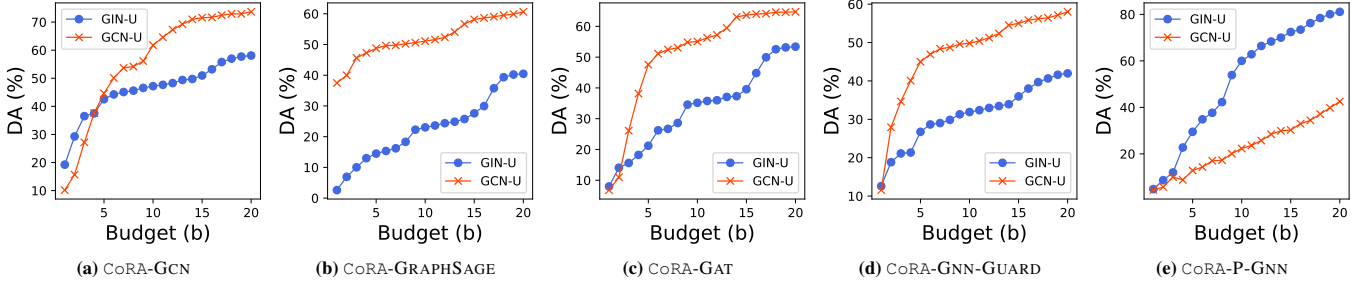 GIN-U
GCN-U
DA (%)
70
60
50
40
30
20
10
5
10
15
20
Budget (b)
(a) CoRA-GCN
DA (%)
60
50
40
30
20
10
0
GIN-U
GCN-U
5
10
15
20
Budget (b)
(b) CoRA-GRAPHSAGE
DA (%)
60
50
40
30
20
10
GIN-U
GCN-U
5
10
15
20
Budget (b)
(c) CoRA-GAT
DA (%)
60
50
40
30
20
10
GIN-U
GCN-U
5
10
15
20
Budget (b)
(d) CoRA-GNN-GUARD
GIN-U
GCN-U
DA (%)
80
60
40
20
5
10
15
20
Budget (b)
(e) CoRA-P-GNN